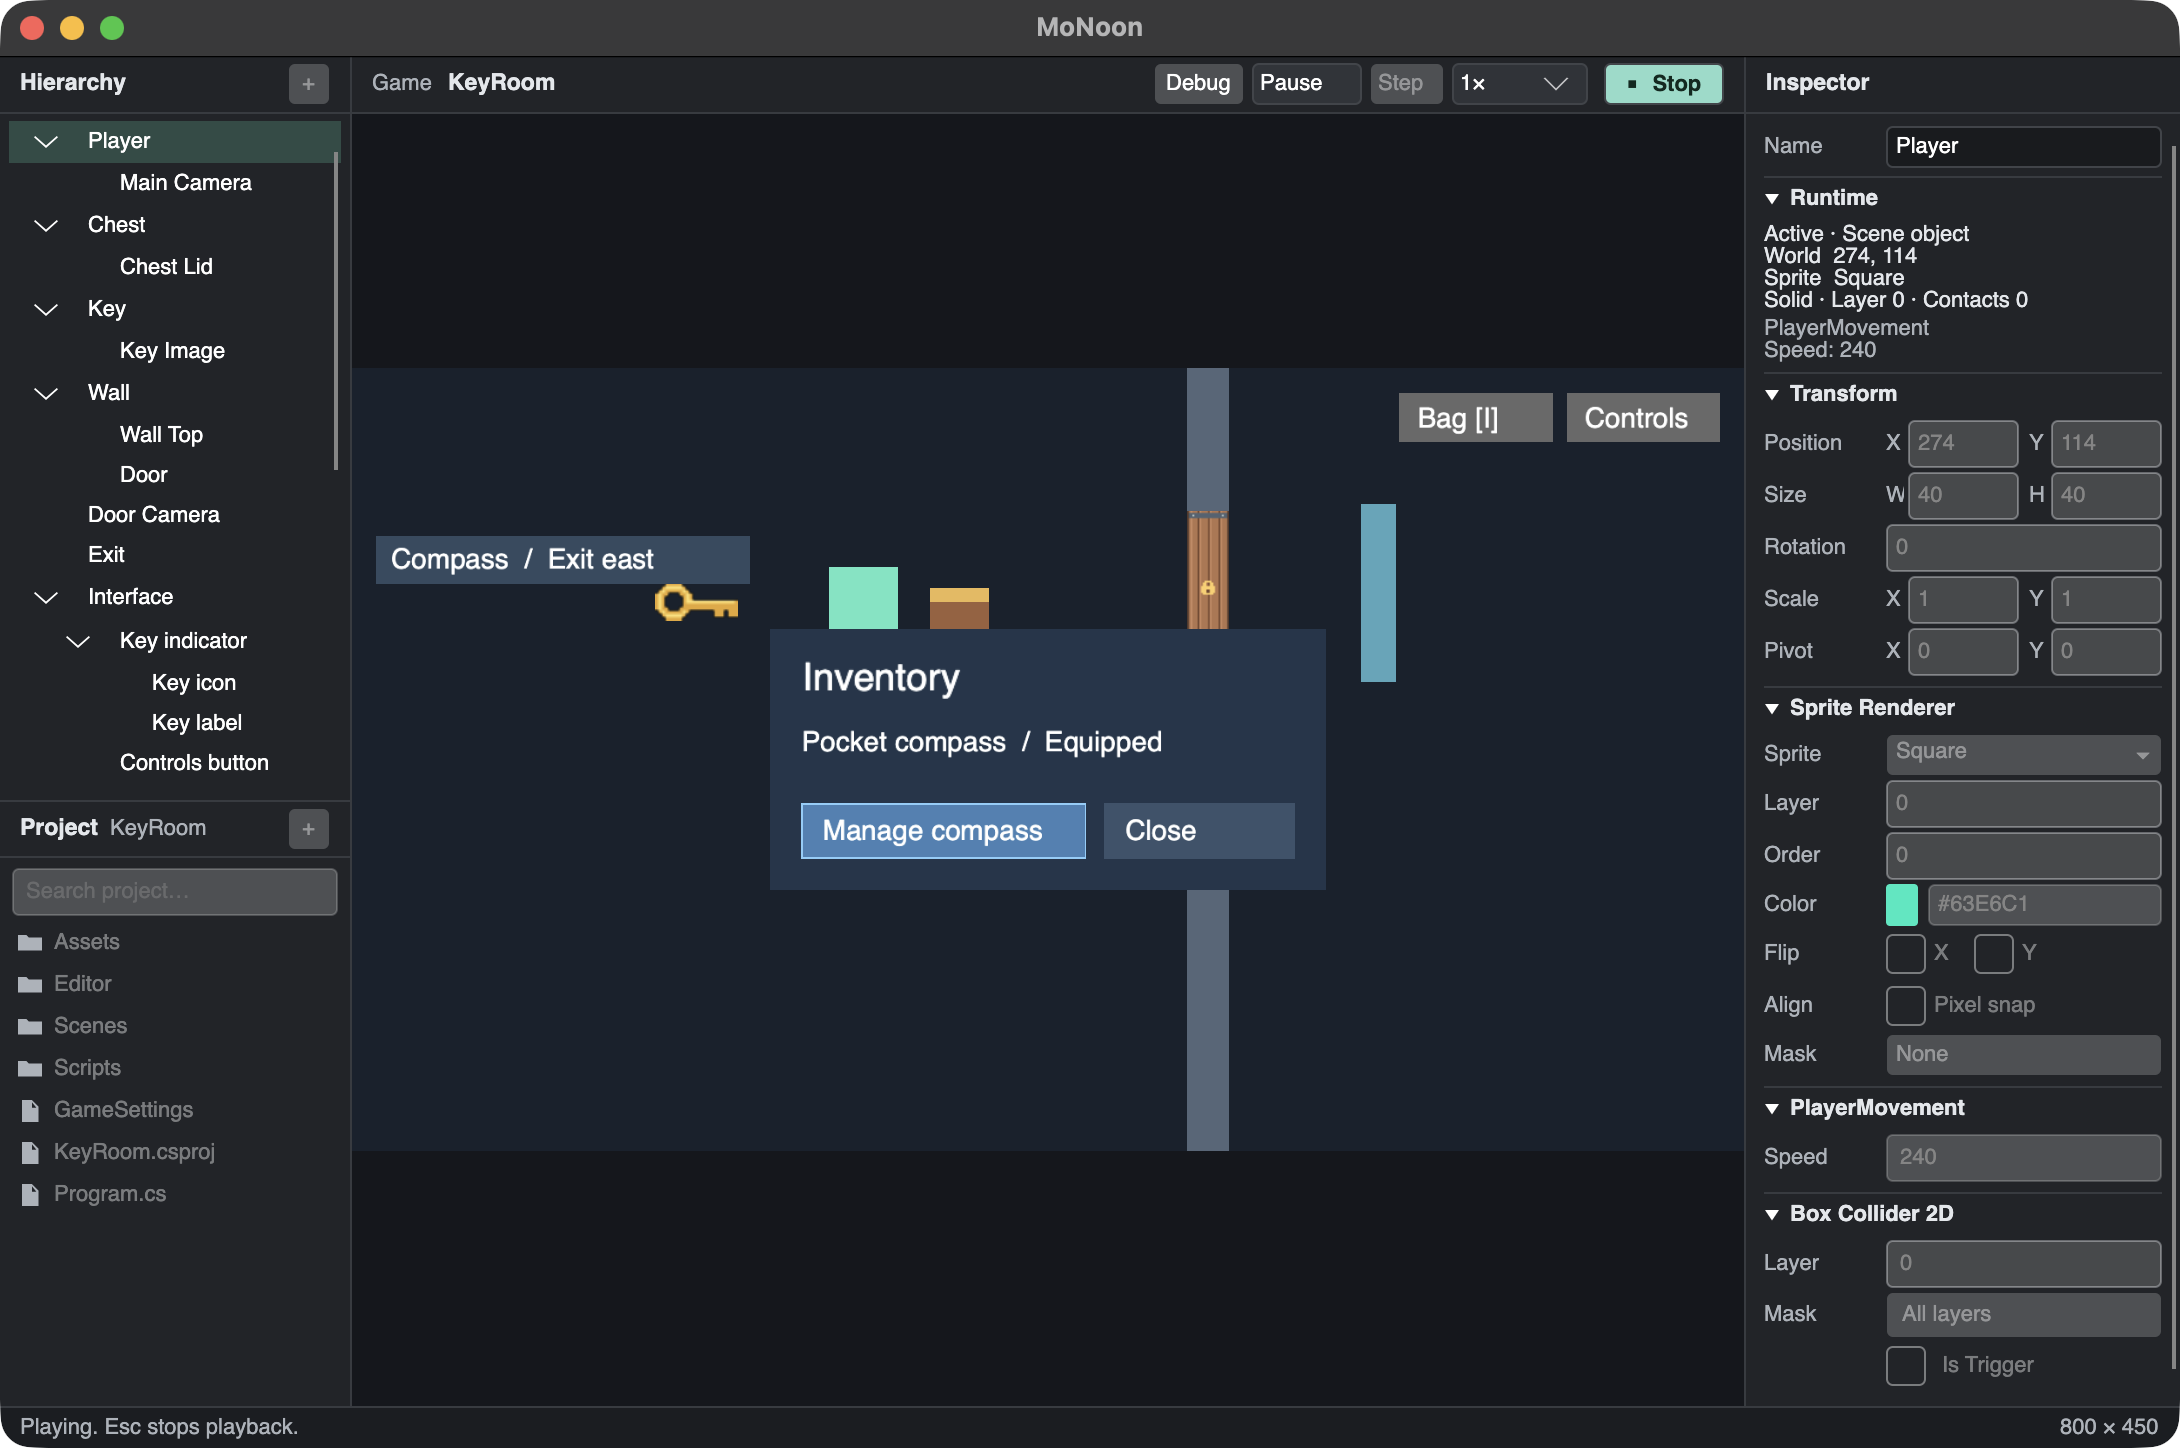 MoNoon
Hierarchy +
Player
Main Camera
Chest
Chest Lid
Key
Key Image
Wall
Wall Top
Door
Door Camera
Exit
Interface
Key indicator
Key icon
Key label
Controls button
Project KeyRoom +
Search project...
Assets
Editor
Scenes
Scripts
GameSettings
KeyRoom.csproj
Program.cs
Game KeyRoom Debug Pause Step 1× Stop
Bag [I] Controls
Compass / Exit east
Inventory
Pocket compass / Equipped
Manage compass Close
Inspector
Name Player
Runtime
Active · Scene object
World 274, 114
Sprite Square
Solid · Layer 0 · Contacts 0
PlayerMovement
Speed: 240
Transform
Position X 274 Y 114
Size W 40 H 40
Rotation 0
Scale X 1 Y 1
Pivot X 0 Y 0
Sprite Renderer
Sprite Square
Layer 0
Order 0
Color #63E6C1
Flip X Y
Align Pixel snap
Mask None
PlayerMovement
Speed 240
Box Collider 2D
Layer 0
Mask All layers
Is Trigger
Playing. Esc stops playback. 800 × 450